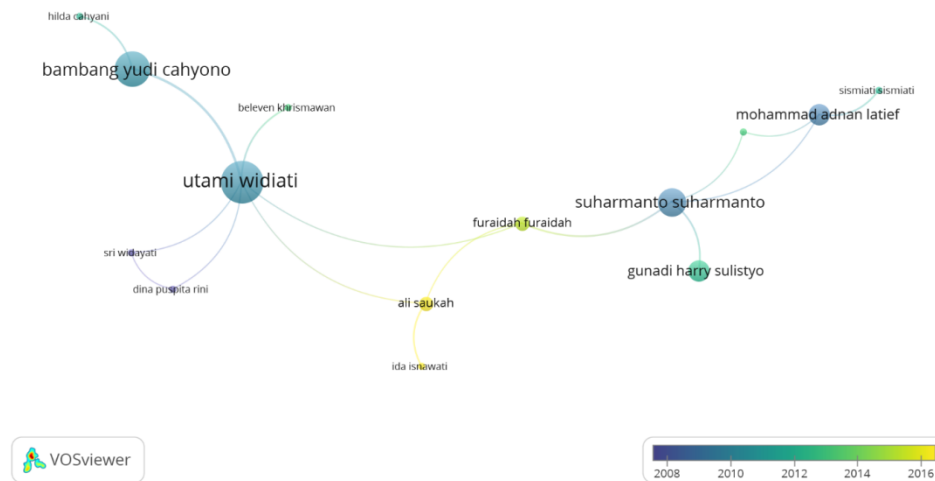 hilda cahyani
bambang yudi cahyono
beleven khrismawan
sismiati sismiati
mohammad adnan latief
utami widiati
suharmanto suharmanto
furaidah furaidah
sri widayati
gunadi harry sulistyo
dina puspita rini
ali saukah
ida isnawati
VOSviewer
2008 2010 2012 2014 2016